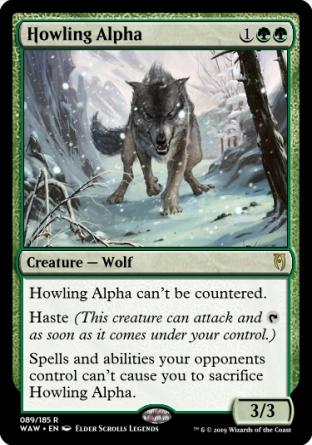 Howling Alpha 1
Creature — Wolf
Howling Alpha can't be countered.
Haste (This creature can attack and
as soon as it comes under your control.)
Spells and abilities your opponents
control can't cause you to sacrifice
Howling Alpha.
3/3
089/185 R
WAW • EN Elder Scrolls Legends
™ & © 2019 Wizards of the Coast